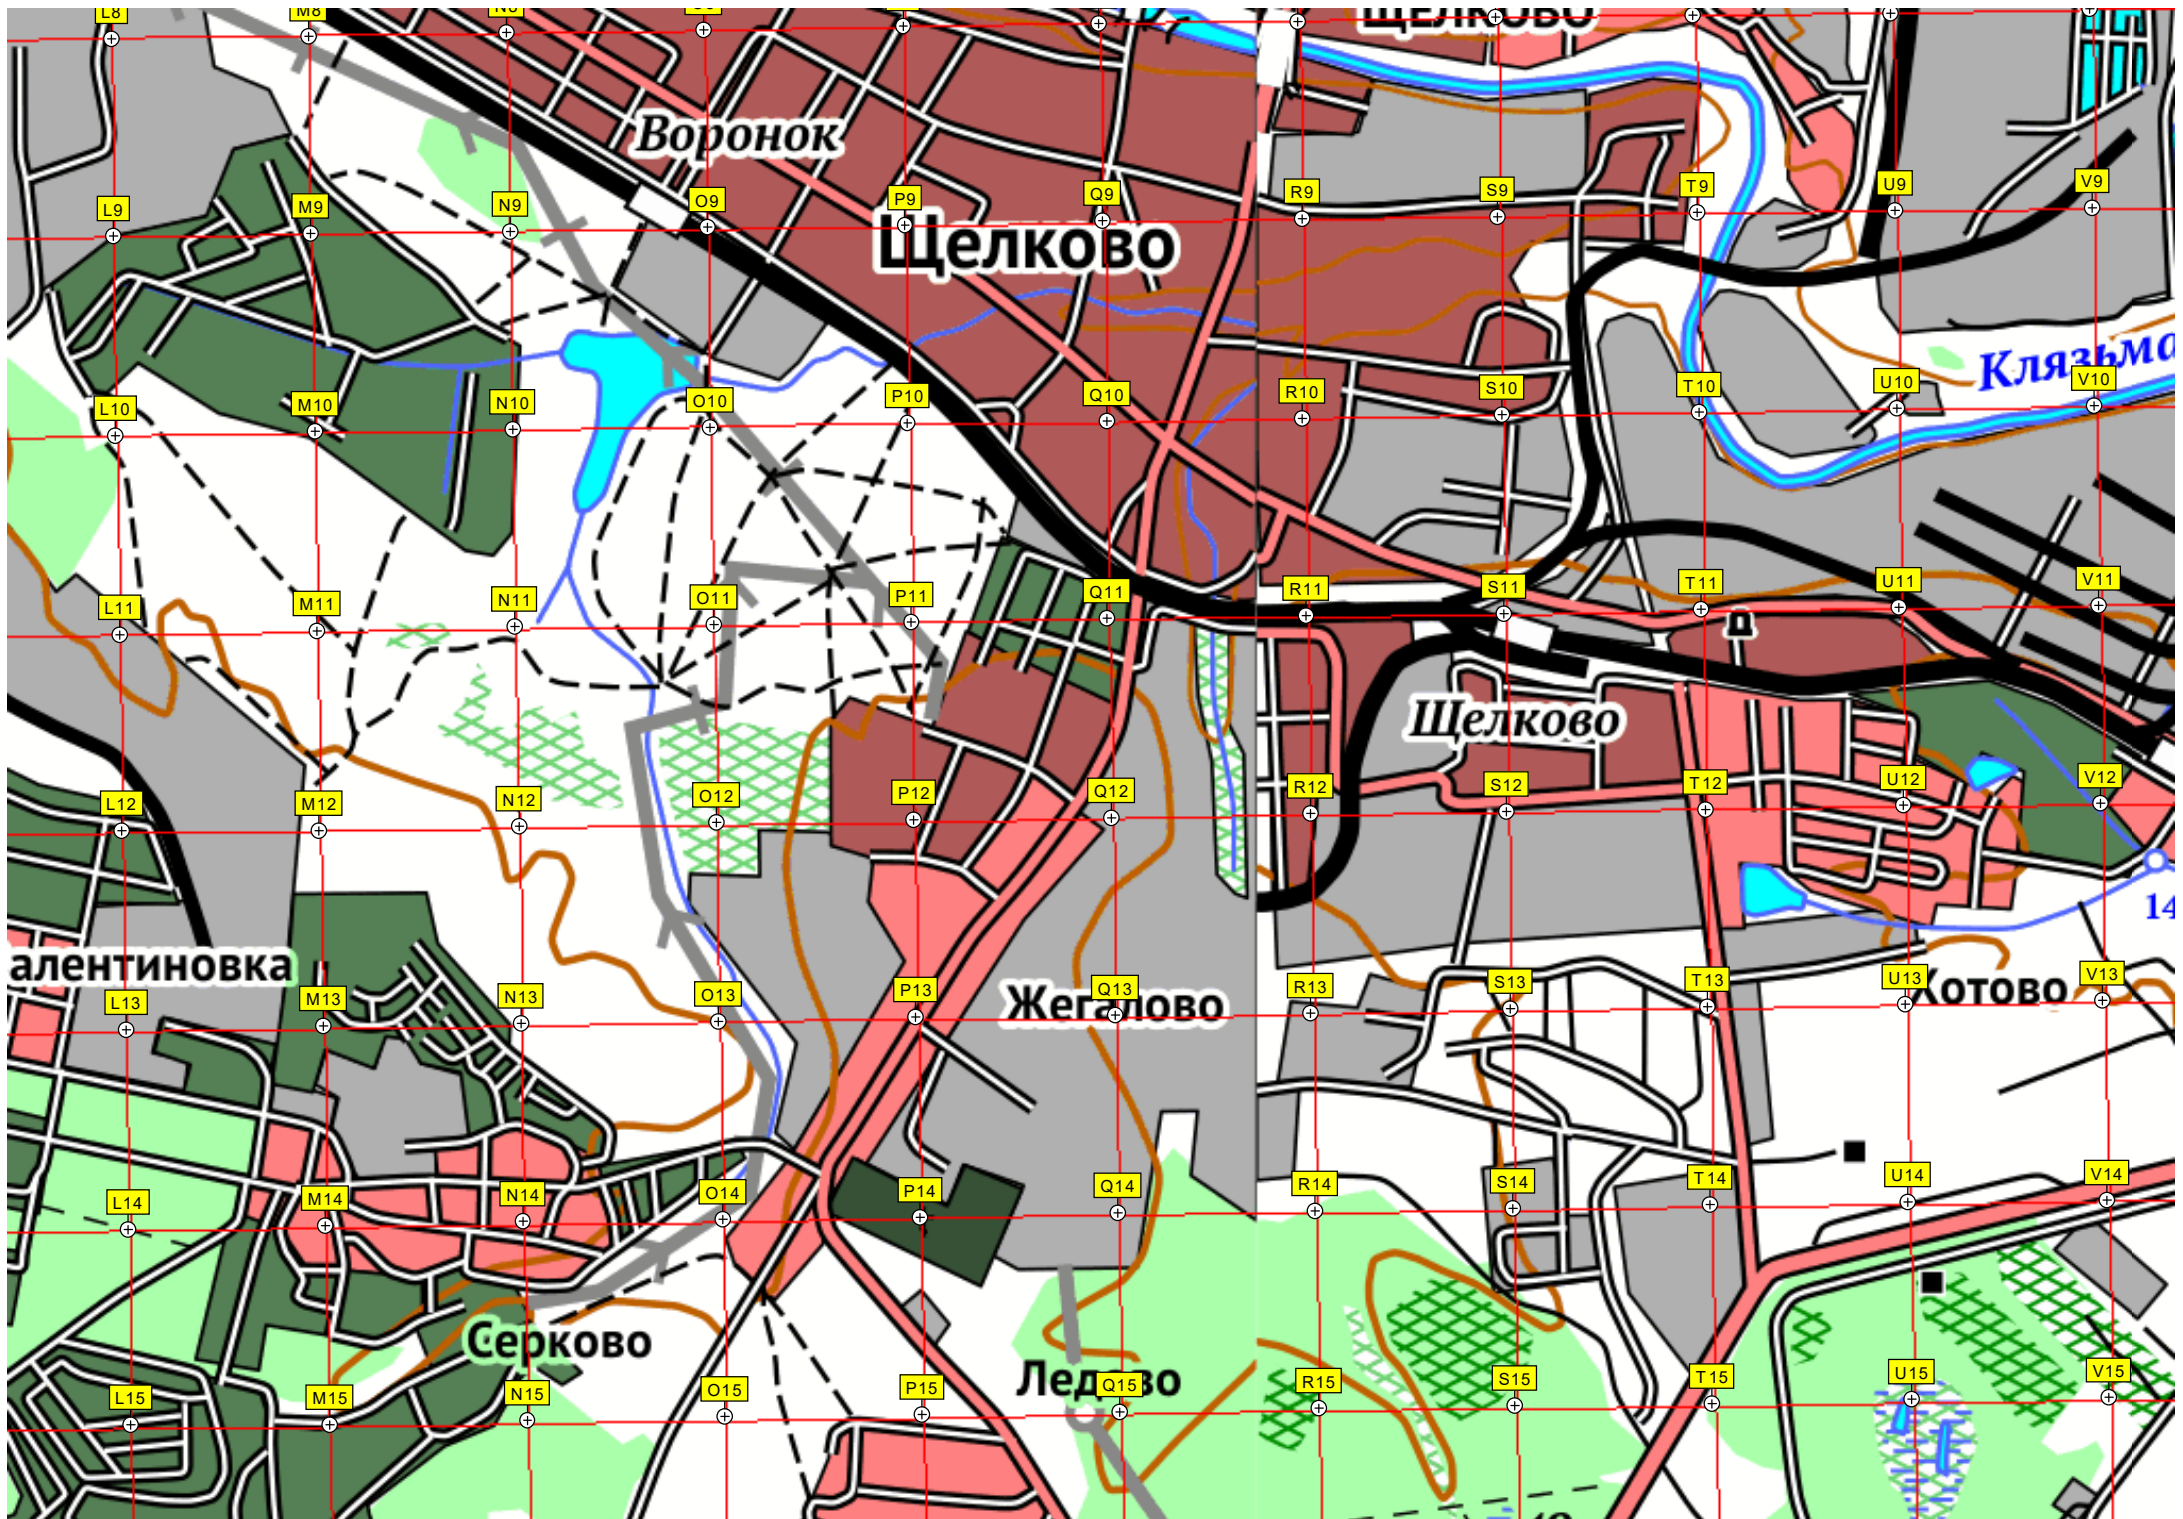 L8 M8 N8
щелково
Воронок
L9 M9 N9 O9 P9 Q9 R9 S9 T9 U9 V9
Щелково
Клязьма
L10 M10 N10 O10 P10 Q10 R10 S10 T10 U10 V10
L11 M11 N11 O11 P11 Q11 R11 S11 T11 U11 V11
п
Щелково
L12 M12 N12 O12 P12 Q12 R12 S12 T12 U12 V12
14
алентиновка
L13 M13 N13 O13 P13 Q13 R13 S13 T13 U13 V13
Жегалово
Хотово
L14 M14 N14 O14 P14 Q14 R14 S14 T14 U14 V14
Серково
Ледово
L15 M15 N15 O15 P15 Q15 R15 S15 T15 U15 V15